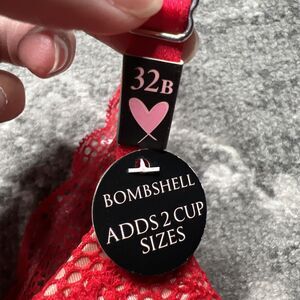 32B
BOMBSHELL
ADDS 2 CUP
SIZES